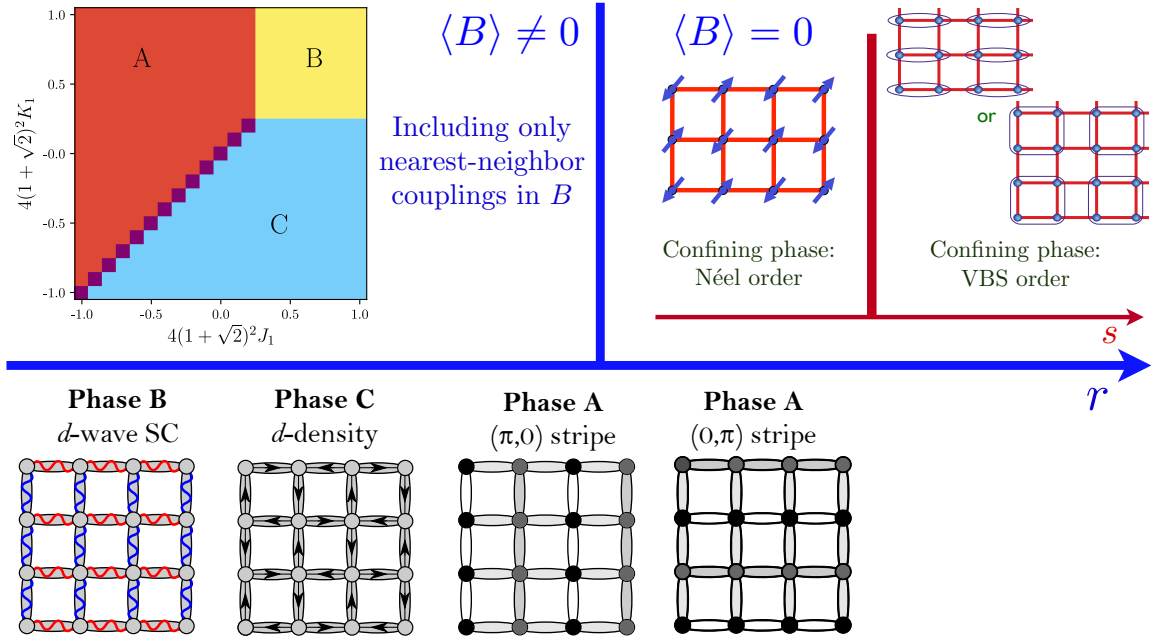 1.0
0.5
-0.0
-0.5
-1.0
4(1 + √2)²K₁
A
B
C
-1.0
-0.5
0.0
0.5
1.0
4(1 + √2)²J₁
⟨B⟩ ≠ 0
Including only
nearest-neighbor
couplings in B
⟨B⟩ = 0
or
Confining phase:
Néel order
Confining phase:
VBS order
s
r
Phase B
d-wave SC
Phase C
d-density
Phase A
(π,0) stripe
Phase A
(0,π) stripe